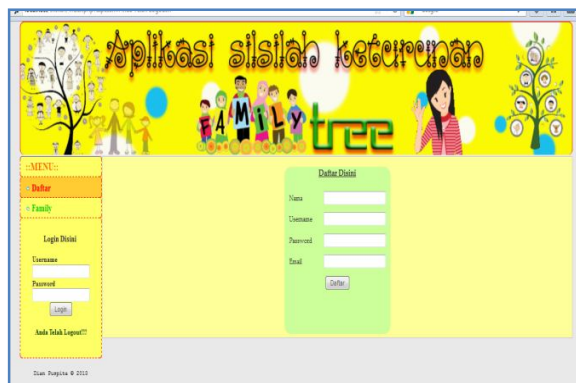 Aplikasi silsilah keturunan
FAMILY tree
::MENU::
Daftar
Family
Login Disini
Username
Password
Login
Anda Telah Logout!!!
Daftar Disini
Nama
Username
Password
Email
Daftar
Dian Puspita © 2010